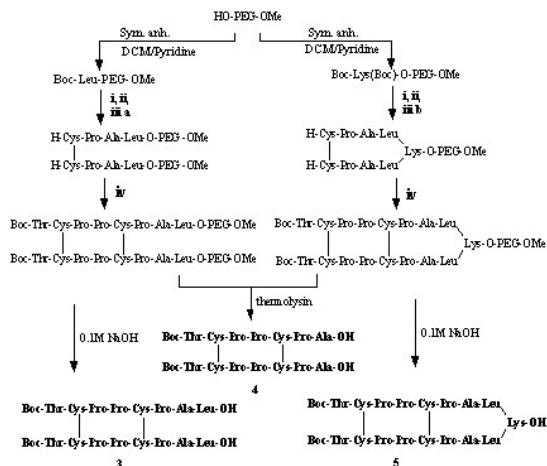 HO-PEG-OMe
Sym. anh.
DCM/Pyridine
Sym. anh.
DCM/Pyridine
Boc-Leu-PEG-OMe
Boc-Lys(Boc)-O-PEG-OMe
i, ii,
iii a
i, ii,
iii b
H-Cys-Pro-Ala-Leu-O-PEG-OMe
H-Cys-Pro-Ala-Leu-O-PEG-OMe
H-Cys-Pro-Ala-Leu
Lys-O-PEG-OMe
H-Cys-Pro-Ala-Leu
iv
iv
Boc-Thr-Cys-Pro-Pro-Cys-Pro-Ala-Leu-O-PEG-OMe
Boc-Thr-Cys-Pro-Pro-Cys-Pro-Ala-Leu-O-PEG-OMe
Boc-Thr-Cys-Pro-Pro-Cys-Pro-Ala-Leu
Lys-O-PEG-OMe
Boc-Thr-Cys-Pro-Pro-Cys-Pro-Ala-Leu
thermolysin
0.1M NaOH
0.1M NaOH
Boc-Thr-Cys-Pro-Pro-Cys-Pro-Ala-OH
Boc-Thr-Cys-Pro-Pro-Cys-Pro-Ala-OH
4
Boc-Thr-Cys-Pro-Pro-Cys-Pro-Ala-Leu-OH
Boc-Thr-Cys-Pro-Pro-Cys-Pro-Ala-Leu-OH
3
Boc-Thr-Cys-Pro-Pro-Cys-Pro-Ala-Leu
Lys-OH
Boc-Thr-Cys-Pro-Pro-Cys-Pro-Ala-Leu
5